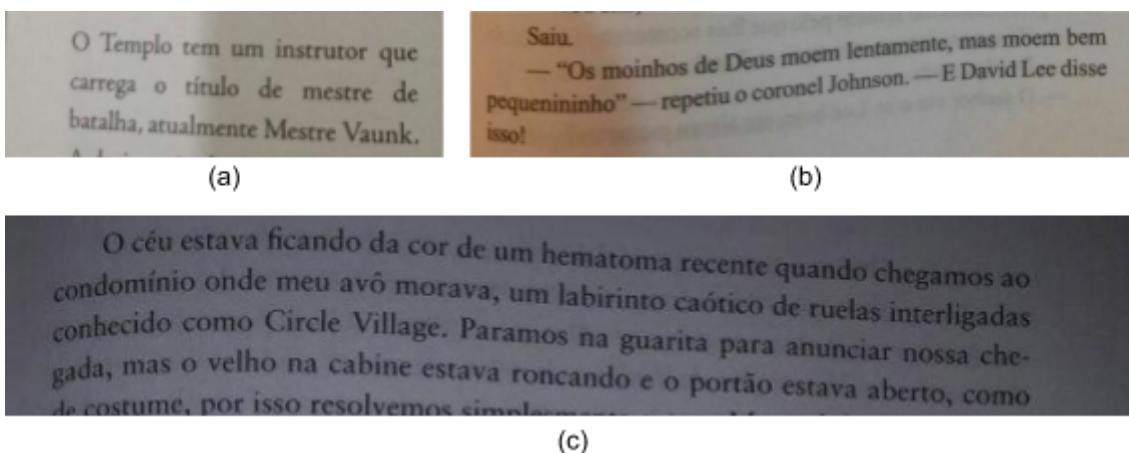 O Templo tem um instrutor que
carrega o título de mestre de
batalha, atualmente Mestre Vaunk.
(a)
Saiu.
— “Os moinhos de Deus moem lentamente, mas moem bem
pequenininho” — repetiu o coronel Johnson. — E David Lee disse
isso!
(b)
O céu estava ficando da cor de um hematoma recente quando chegamos ao
condomínio onde meu avô morava, um labirinto caótico de ruelas interligadas
conhecido como Circle Village. Paramos na guarita para anunciar nossa che-
gada, mas o velho na cabine estava roncando e o portão estava aberto, como
de costume, por isso resolvemos
(c)